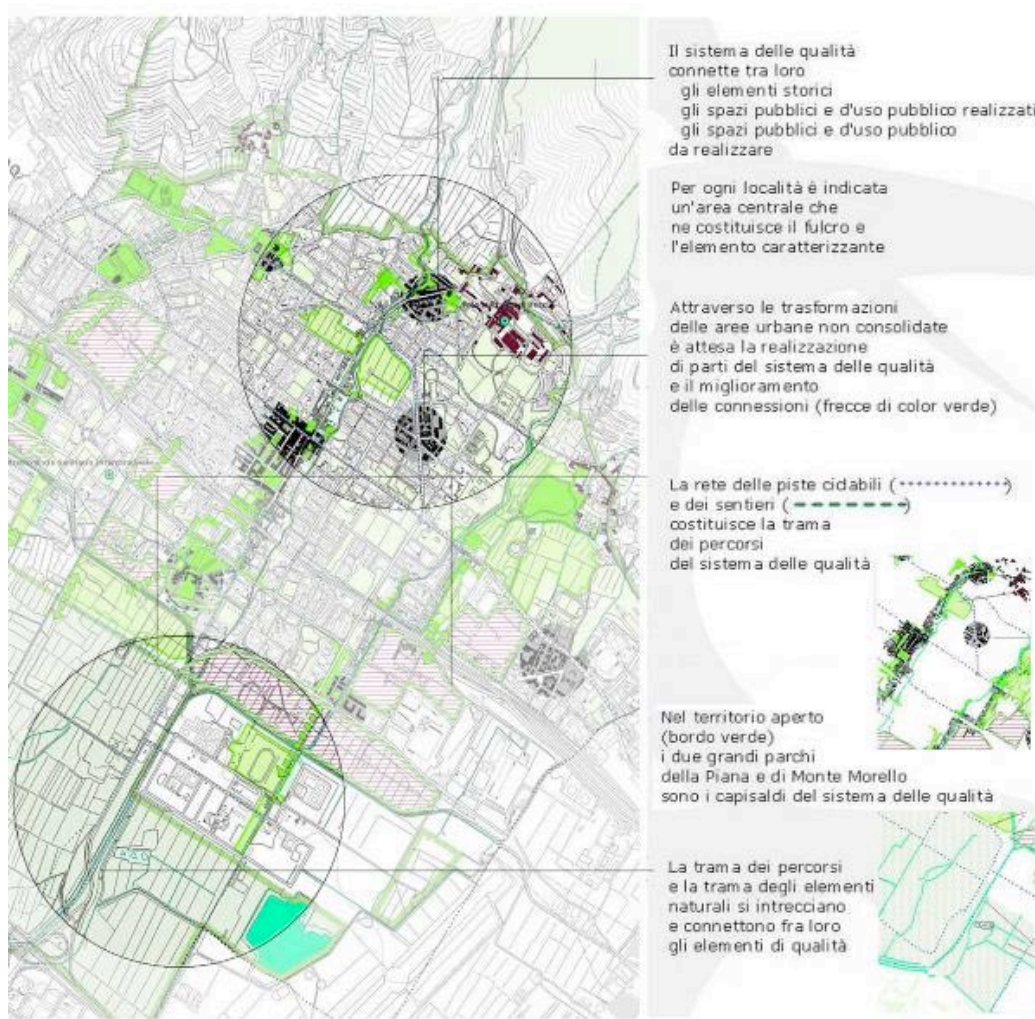 Il sistema delle qualità
connette tra loro
gli elementi storici
gli spazi pubblici e d'uso pubblico realizzati
gli spazi pubblici e d'uso pubblico
da realizzare
Per ogni località è indicata
un'area centrale che
ne costituisce il fulcro e
l'elemento caratterizzante
Attraverso le trasformazioni
delle aree urbane non consolidate
è attesa la realizzazione
di parti del sistema delle qualità
e il miglioramento
delle connessioni (frecce di color verde)
La rete delle piste ciclabili ( )
e dei sentieri ( )
costituisce la trama
dei percorsi
del sistema delle qualità
Nel territorio aperto
(bordo verde)
i due grandi parchi
della Piana e di Monte Morello
sono i capisaldi del sistema delle qualità
La trama dei percorsi
e la trama degli elementi
naturali si intrecciano
e connettono fra loro
gli elementi di qualità